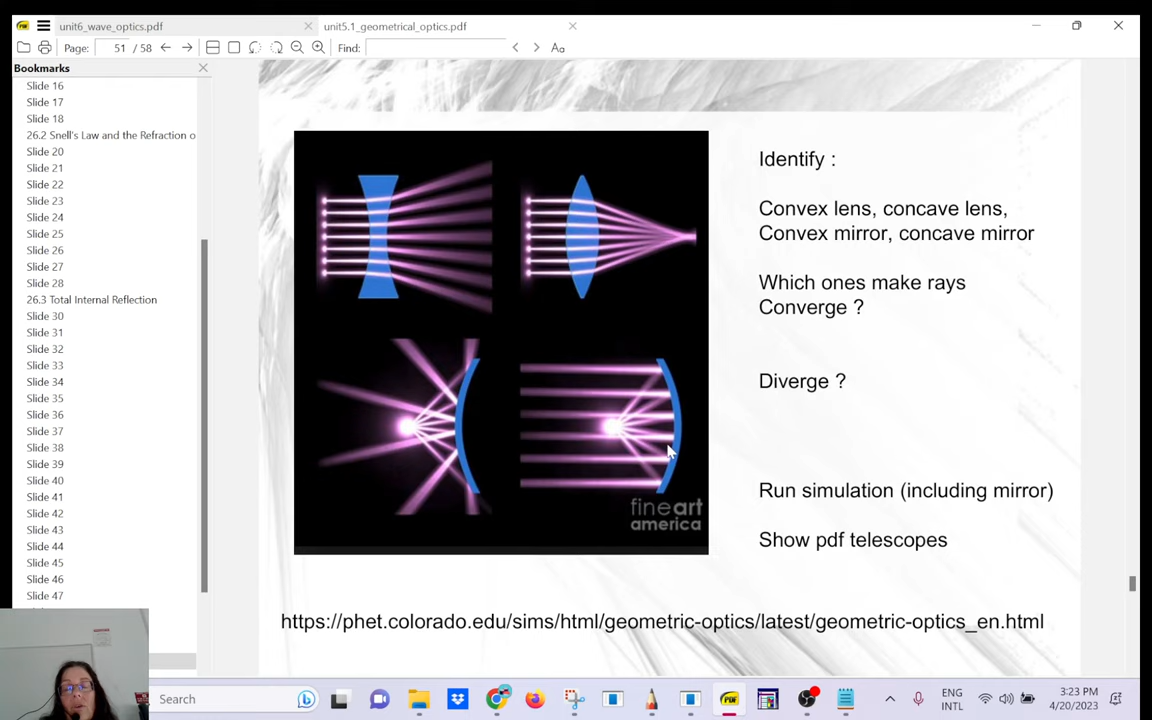 unit6_wave_optics.pdf
unit5.1_geometrical_optics.pdf
Page: 51 / 58
Find:
Aa
Bookmarks
Slide 16
Slide 17
Slide 18
26.2 Snell's Law and the Refraction o
Slide 20
Slide 21
Slide 22
Slide 23
Slide 24
Slide 25
Slide 26
Slide 27
Slide 28
26.3 Total Internal Reflection
Slide 30
Slide 31
Slide 32
Slide 33
Slide 34
Slide 35
Slide 36
Slide 37
Slide 38
Slide 39
Slide 40
Slide 41
Slide 42
Slide 43
Slide 44
Slide 45
Slide 46
Slide 47
fineart
america
Identify :
Convex lens, concave lens,
Convex mirror, concave mirror
Which ones make rays
Converge ?
Diverge ?
Run simulation (including mirror)
Show pdf telescopes
https://phet.colorado.edu/sims/html/geometric-optics/latest/geometric-optics_en.html
Search
ENG
INTL
3:23 PM
4/20/2023